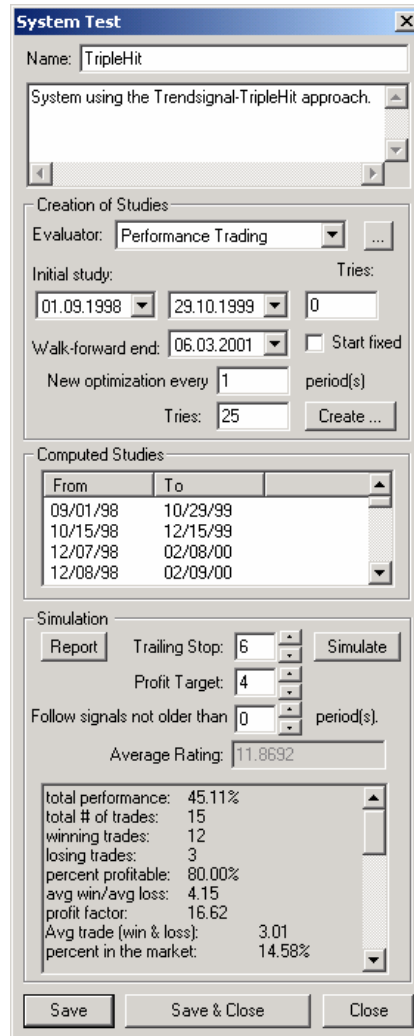 System Test
Name: TripleHit
System using the Trendsignal-TripleHit approach.
Creation of Studies
Evaluator: Performance Trading ...
Initial study: Tries:
01.09.1998 29.10.1999 0
Walk-forward end: 06.03.2001 Start fixed
New optimization every 1 period(s)
Tries: 25 Create ...
Computed Studies
From To
09/01/98 10/29/99
10/15/98 12/15/99
12/07/98 02/08/00
12/08/98 02/09/00
Simulation
Report Trailing Stop: 6 Simulate
Profit Target: 4
Follow signals not older than 0 period(s).
Average Rating: 11.8692
total performance: 45.11%
total # of trades: 15
winning trades: 12
losing trades: 3
percent profitable: 80.00%
avg win/avg loss: 4.15
profit factor: 16.62
Avg trade (win & loss): 3.01
percent in the market: 14.58%
Save Save & Close Close